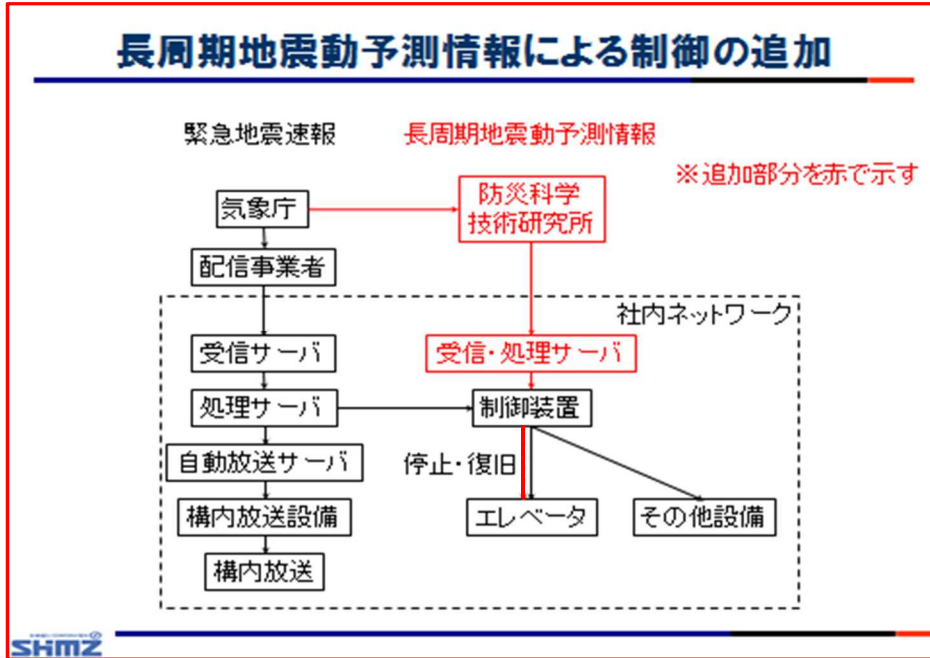 長周期地震動予測情報による制御の追加
緊急地震速報
長周期地震動予測情報
※追加部分を赤で示す
気象庁
防災科学
技術研究所
配信事業者
社内ネットワーク
受信サーバ
受信・処理サーバ
処理サーバ
制御装置
自動放送サーバ
停止・復旧
構内放送設備
エレベータ
その他設備
構内放送
SHMZ